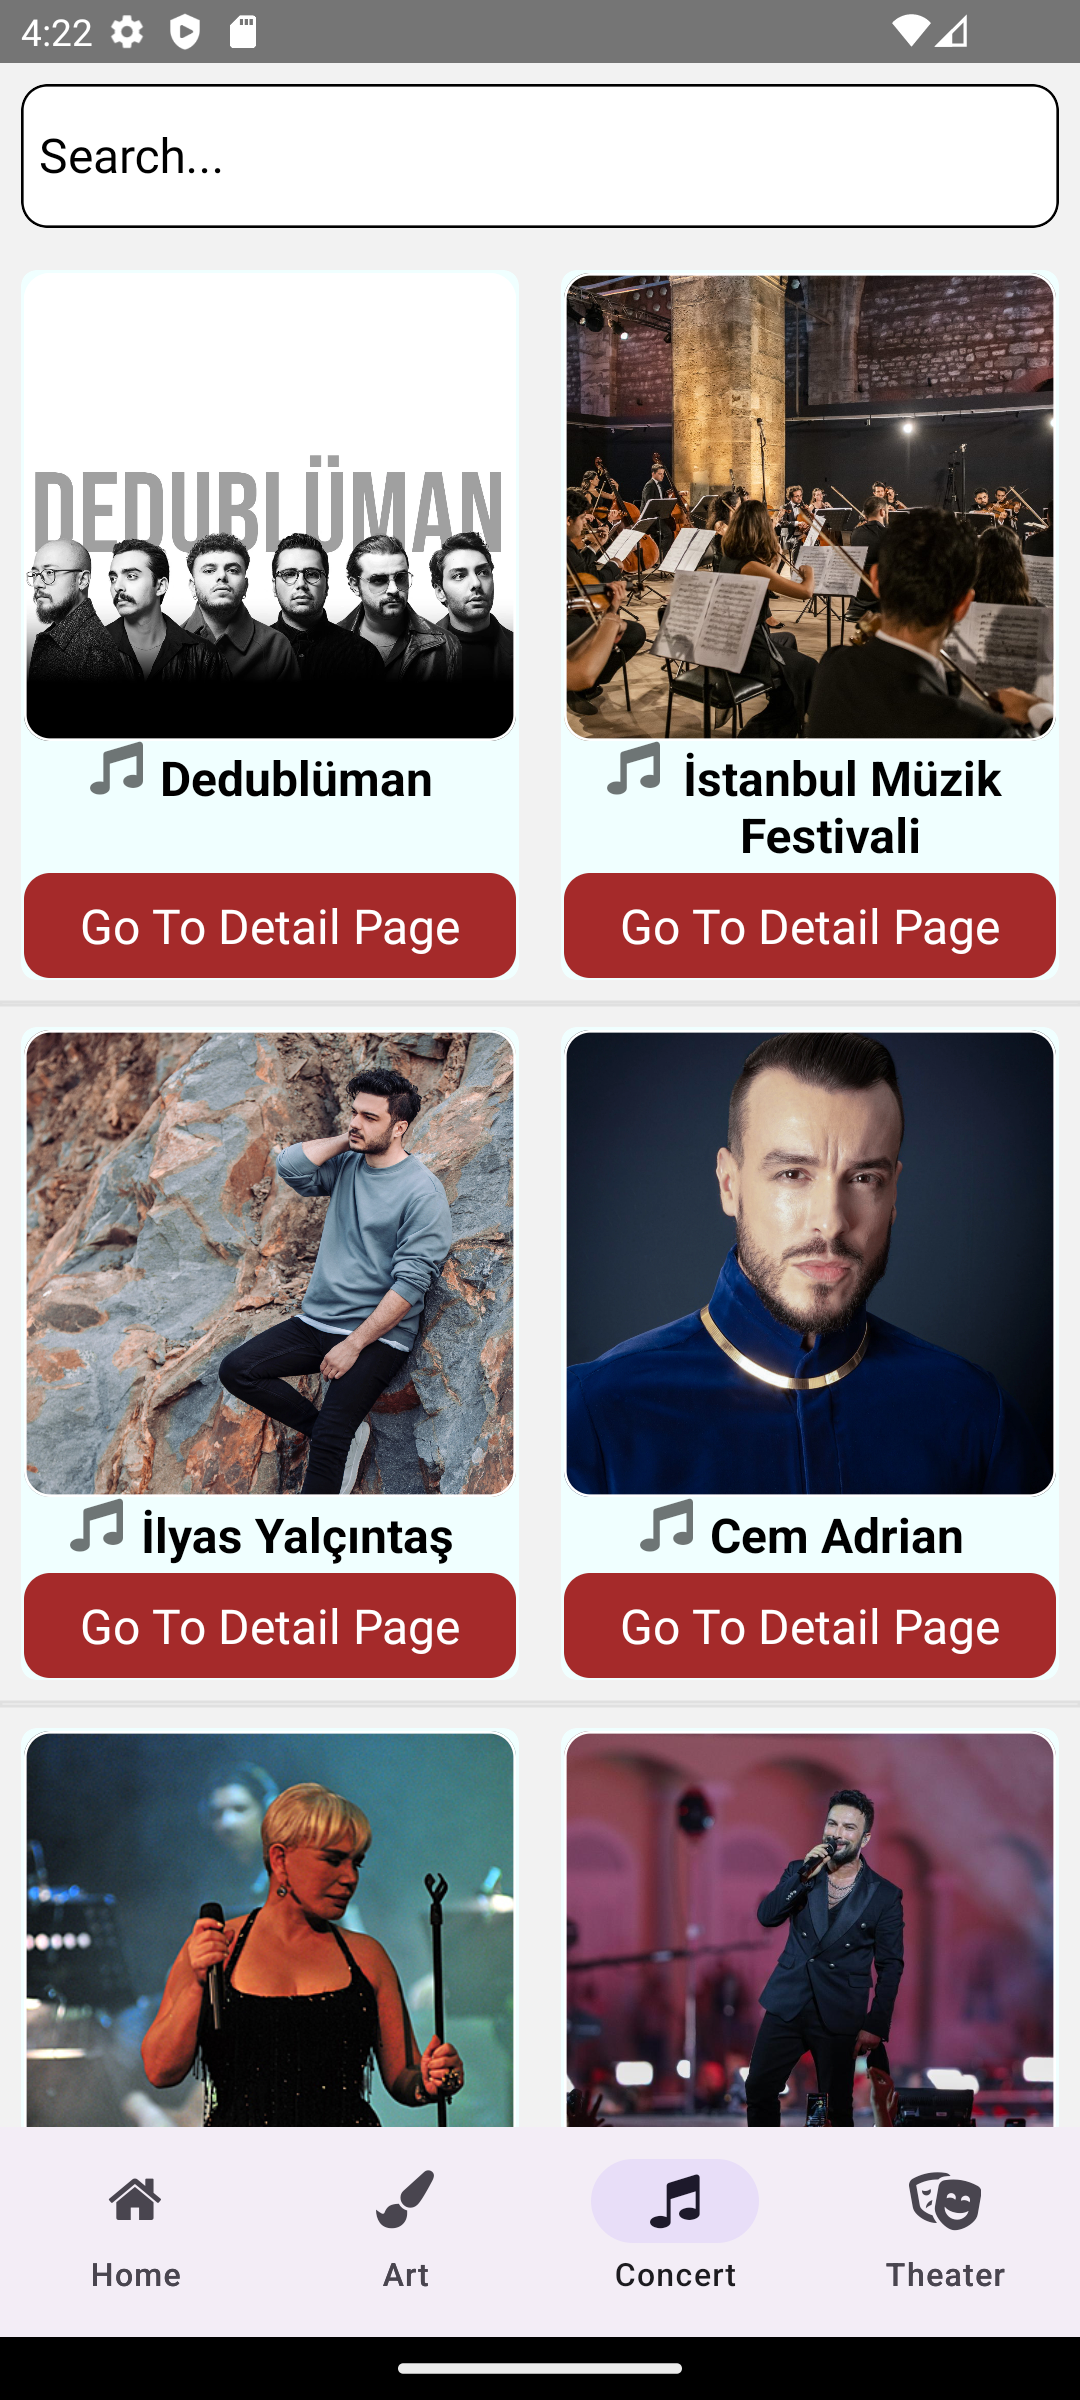 4:22
Search...
DEDUBLÜMAN
Dedublüman
Go To Detail Page
İstanbul Müzik
Festivali
Go To Detail Page
İlyas Yalçıntaş
Go To Detail Page
Cem Adrian
Go To Detail Page
Home
Art
Concert
Theater